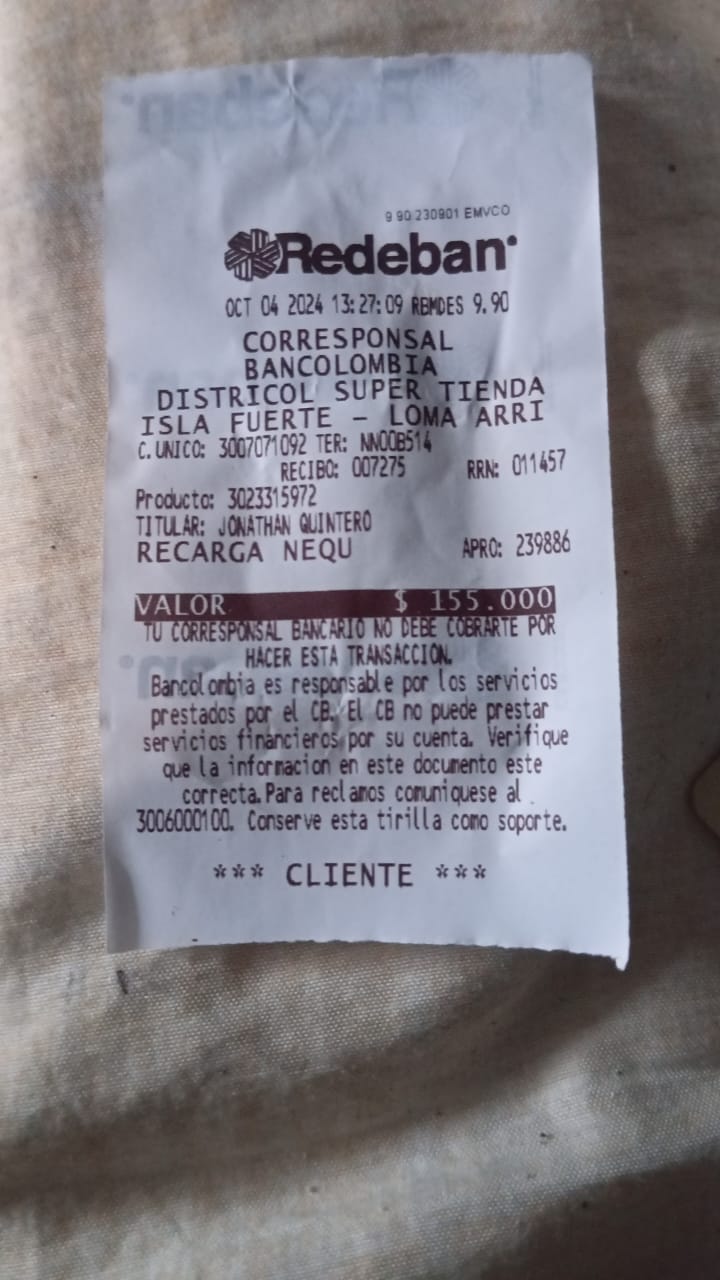 9 90 230901 EMVCO
Redeban
OCT 04 2024 13:27:09 RBMDES 9.90
CORRESPONSAL
BANCOLOMBIA
DISTRICOL SUPER TIENDA
ISLA FUERTE – LOMA ARRI
C.UNICO: 3007071092 TER: NNOOB514
RECIBO: 007275 RRN: 011457
Producto: 3023315972
TITULAR: JONATHAN QUINTERO
RECARGA NEQU APRO: 239886
VALOR $ 155.000
TU CORRESPONSAL BANCARIO NO DEBE COBRARTE POR
HACER ESTA TRANSACCION.
Bancolombia es responsable por los servicios
prestados por el CB. El CB no puede prestar
servicios financieros por su cuenta. Verifique
que la informacion en este documento este
correcta.Para reclamos comuniquese al
3006000100. Conserve esta tirilla como soporte.
*** CLIENTE ***